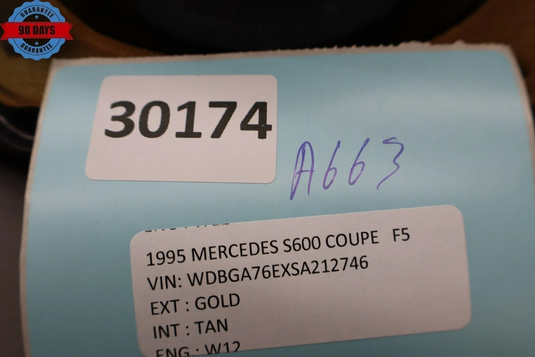 GUARANTEE
90 DAYS
GUARANTEE
30174
A663
1995 MERCEDES S600 COUPE F5
VIN: WDBGA76EXSA212746
EXT : GOLD
INT : TAN
ENG : W12